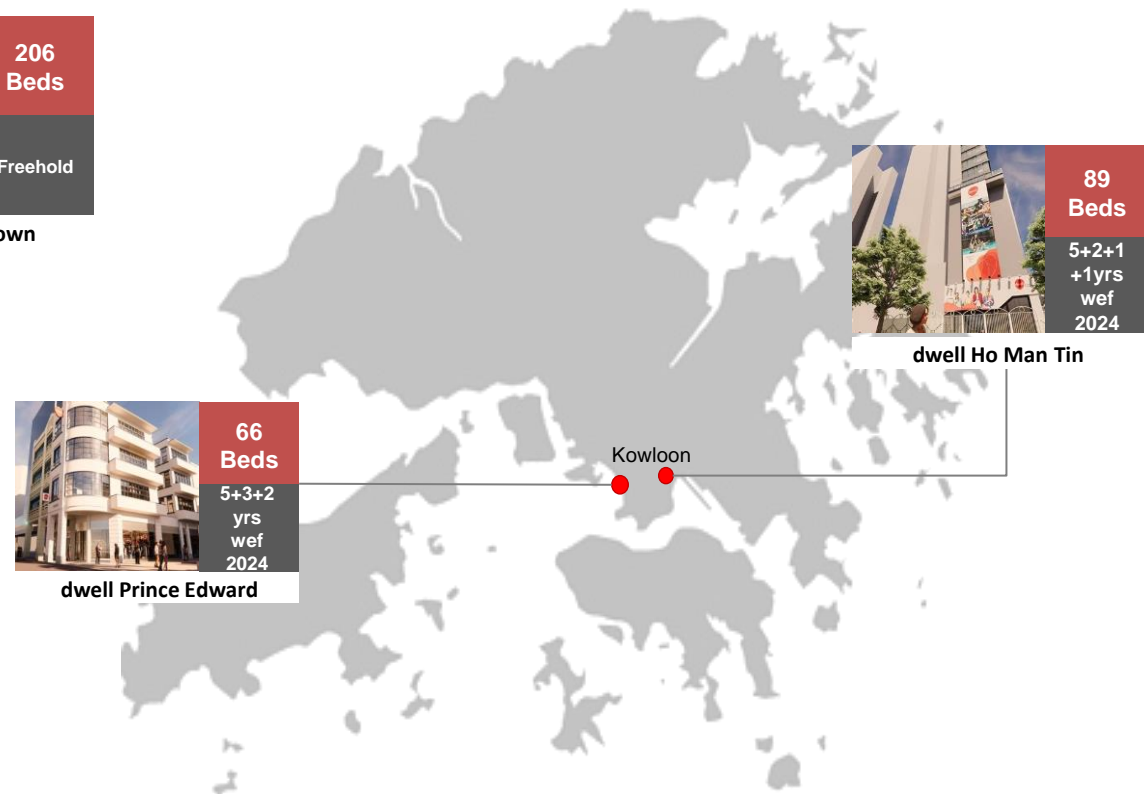 206
Beds
Freehold
own
89
Beds
5+2+1
+1yrs
wef
2024
dwell Ho Man Tin
Kowloon
66
Beds
5+3+2
yrs
wef
2024
dwell Prince Edward